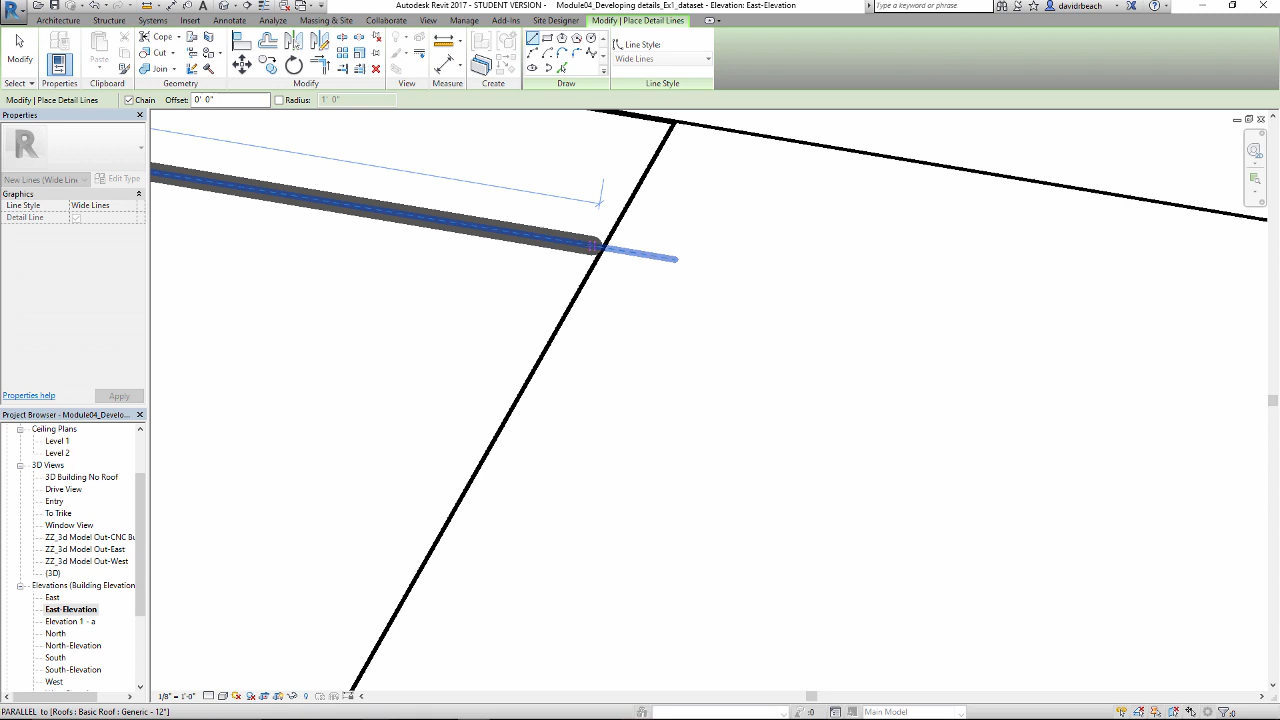 Autodesk Revit 2017 - STUDENT VERSION - Module04_Developing details_Ex1_dataset - Elevation: East-Elevation
Type a keyword or phrase
davidrbeach
Architecture Structure Systems Insert Annotate Analyze Massing & Site Collaborate View Manage Add-Ins Site Designer Modify | Place Detail Lines
Modify
Paste
Cope
Cut
Join
Line Style:
Wide Lines
Select Properties Clipboard Geometry Modify View Measure Create Draw Line Style
Modify | Place Detail Lines Chain Offset: 0' 0" Radius: 1' 0"
Properties
R
New Lines (Wide Line Edit Type
Graphics
Line Style Wide Lines
Detail Line
Properties help Apply
Project Browser - Module04_Develo...
Ceiling Plans
Level 1
Level 2
3D Views
3D Building No Roof
Drive View
Entry
To Trike
Window View
ZZ_3d Model Out-CNC Bu
ZZ_3d Model Out-East
ZZ_3d Model Out-West
{3D}
Elevations (Building Elevation
East
East-Elevation
Elevation 1 - a
North
North-Elevation
South
South-Elevation
West
1/8" = 1'-0"
PARALLEL to [Roofs : Basic Roof : Generic - 12"]
:0
Main Model
:0